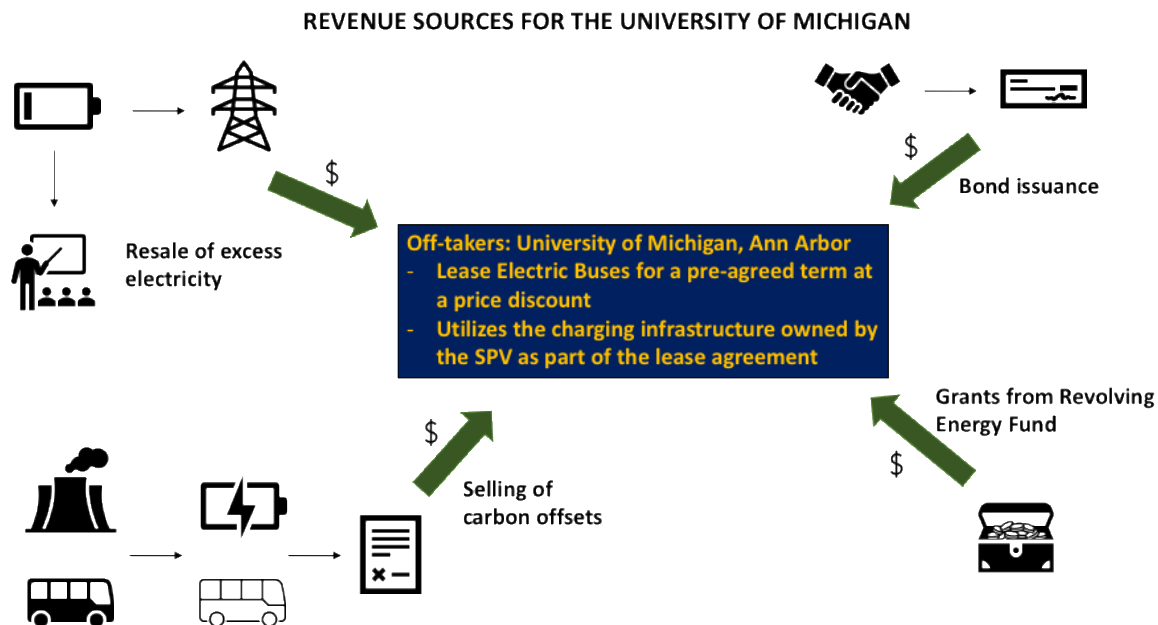 REVENUE SOURCES FOR THE UNIVERSITY OF MICHIGAN
$
$
Bond issuance
Resale of excess
electricity
Off-takers: University of Michigan, Ann Arbor
- Lease Electric Buses for a pre-agreed term at
a price discount
- Utilizes the charging infrastructure owned by
the SPV as part of the lease agreement
Grants from Revolving
Energy Fund
$
$
Selling of
carbon offsets